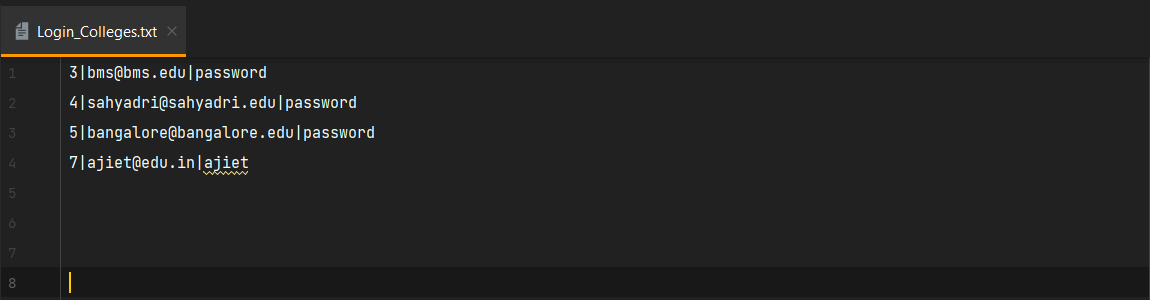 Login_Colleges.txt
1 3|bms@bms.edu|password
2 4|sahyadri@sahyadri.edu|password
3 5|bangalore@bangalore.edu|password
4 7|ajiet@edu.in|ajiet
5
6
7
8